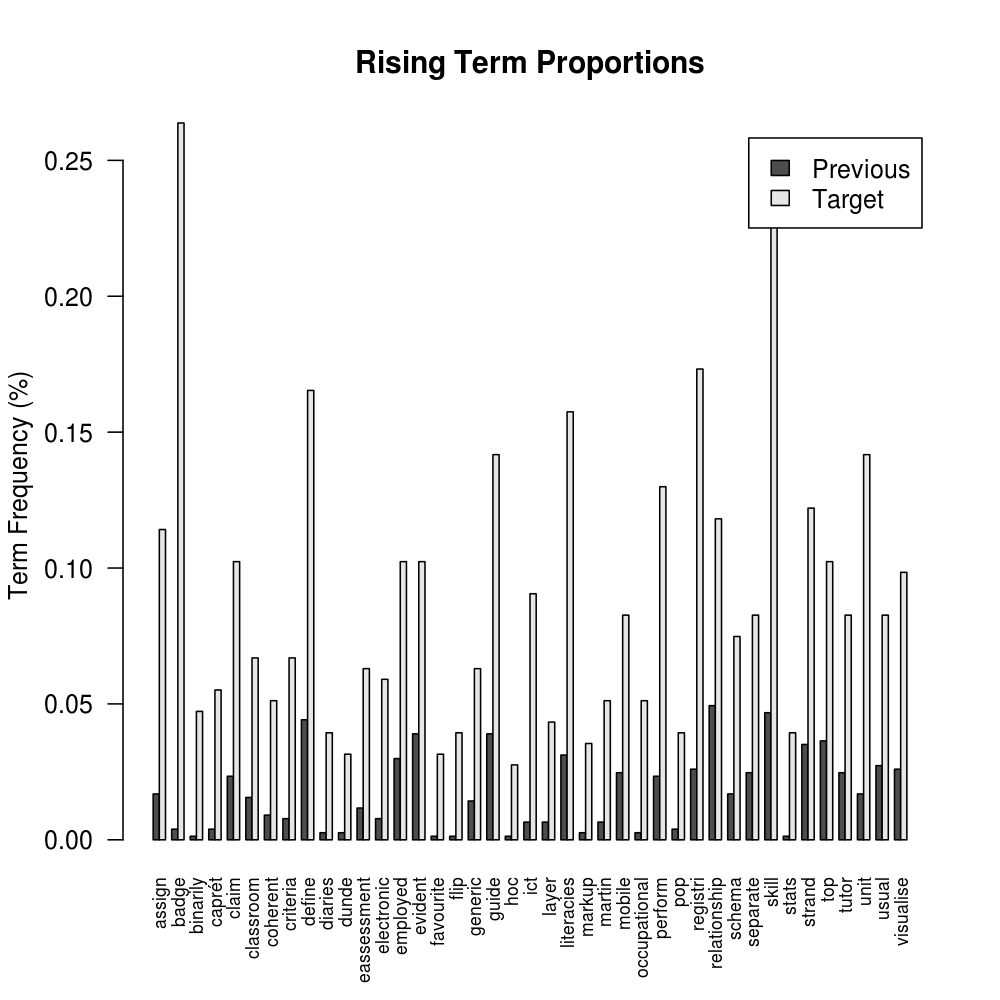 Rising Term Proportions
Previous
Target
Term Frequency (%)
0.25
0.20
0.15
0.10
0.05
0.00
assign
badge
binarily
caprét
claim
classroom
coherent
criteria
define
diaries
dunde
eassessment
electronic
employed
evident
favourite
flip
generic
guide
hoc
ict
layer
literacies
markup
martin
mobile
occupational
perform
pop
registri
relationship
schema
separate
skill
stats
strand
top
tutor
unit
usual
visualise